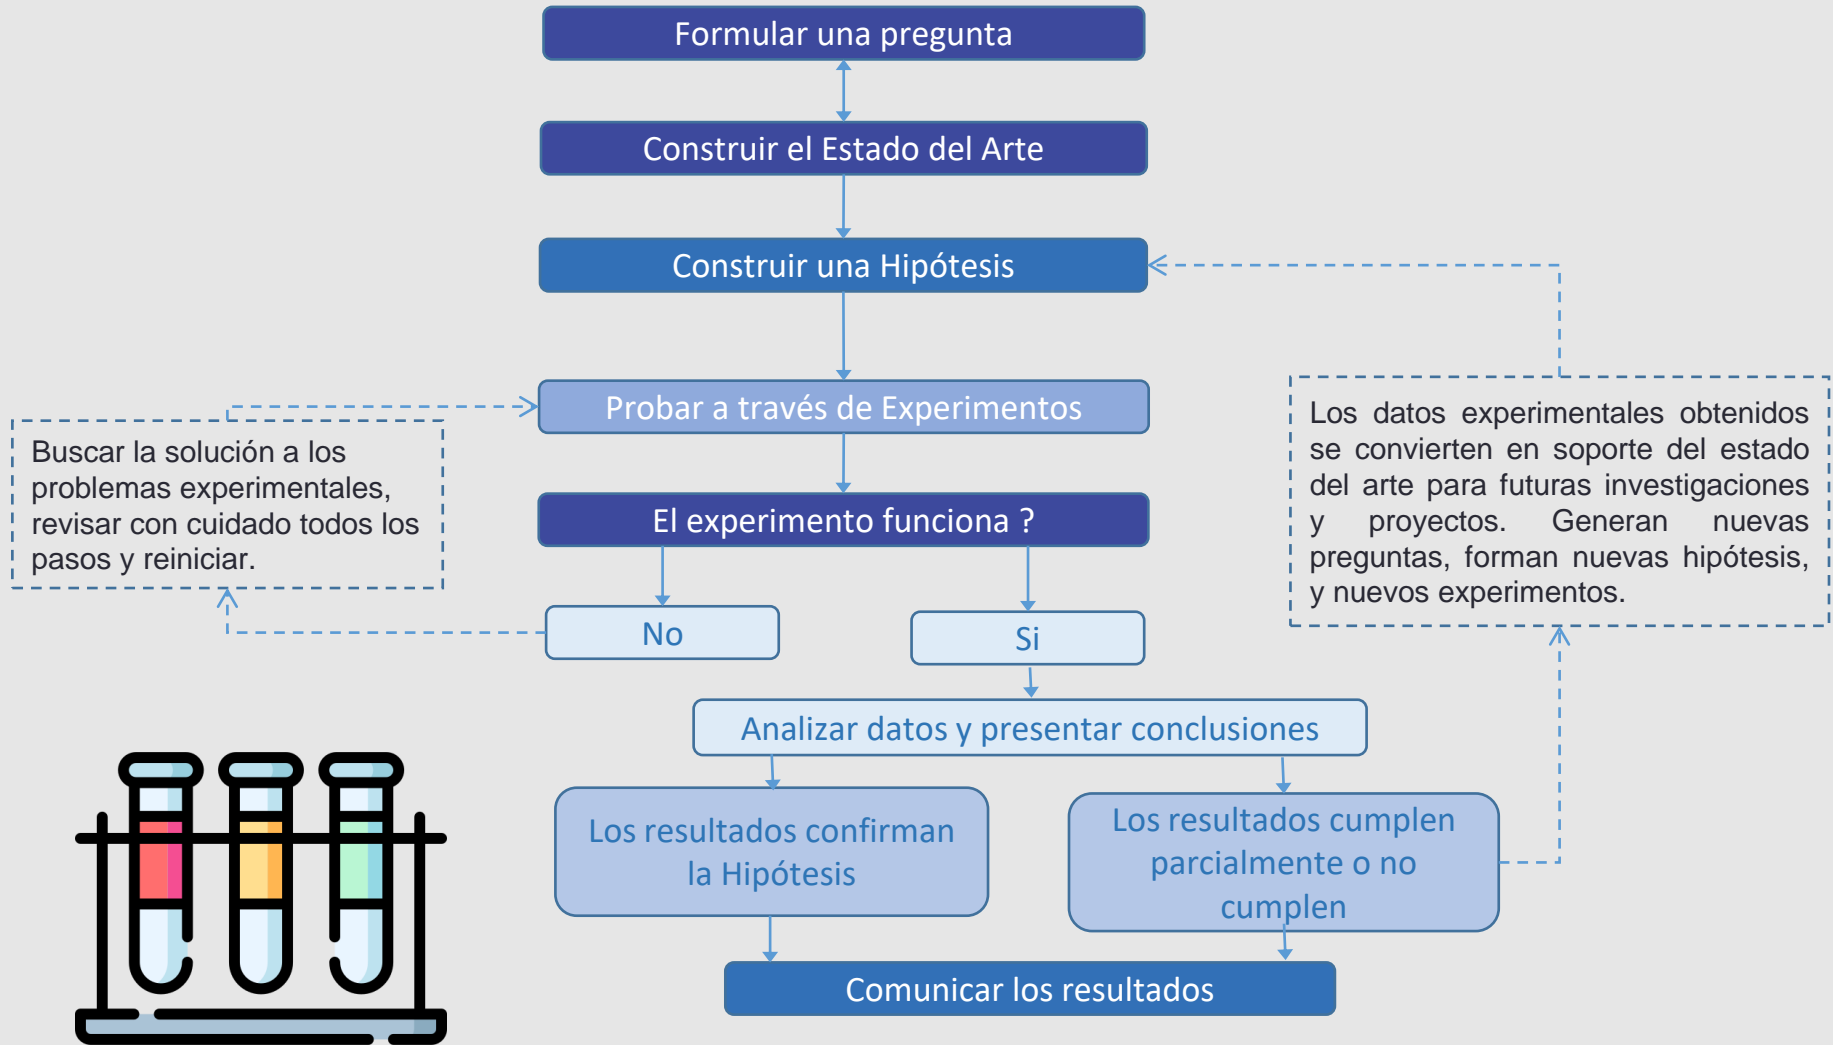 Formular una pregunta
Construir el Estado del Arte
Construir una Hipótesis
Probar a través de Experimentos
Buscar la solución a los
problemas experimentales,
revisar con cuidado todos los
pasos y reiniciar.
Los datos experimentales obtenidos
se convierten en soporte del estado
del arte para futuras investigaciones
y proyectos. Generan nuevas
preguntas, forman nuevas hipótesis,
y nuevos experimentos.
El experimento funciona ?
No
Si
Analizar datos y presentar conclusiones
Los resultados confirman
la Hipótesis
Los resultados cumplen
parcialmente o no
cumplen
Comunicar los resultados